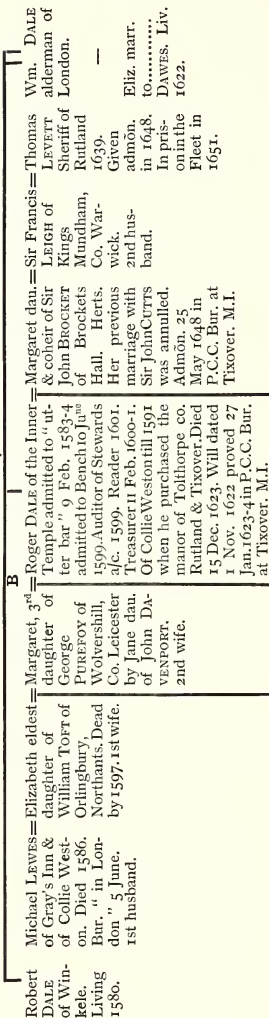 B
Robert
DALE
of Win-
kele.
Living
1580.
Michael LEWES=
of Gray's Inn &
of Collie West-
on. Died 1586.
Bur. "in Lon-
don" 5 June.
1st husband.
Elizabeth eldest=
daughter of
William TOFT of
Orlingbury,
Northants. Dead
by 1597. 1st wife.
Margaret, 3rd=
daughter of
George
PUREFOY of
Wolvershill,
Co. Leicester
by Jane dau.
of John DA-
VENPORT.
2nd wife.
Roger DALE of the Inner=
Temple admitted to "ut-
ter bar" 9 Feb. 1583-4
admitted to Bench 10 June
1599. Auditor of Stewards
a/c. 1599. Reader 1601.
Treasurer 11 Feb. 1600-1.
Of Collie Weston till 1591
when he purchased the
manor of Tolthorpe co.
Rutland & Tixover. Died
15 Dec. 1623. Will dated
1 Nov. 1622 proved 27
Jan. 1623-4 in P.C.C. Bur.
at Tixover. M.I.
Margaret dau.=
& coheir of Sir
John BROCKET
of Brockets
Hall. Herts.
Her previous
marriage with
Sir John CUTTS
was annulled.
Admõn. 25
May 1648 in
P.C.C. Bur. at
Tixover. M.I.
Sir Francis=
LEIGH of
Kings
Mundham,
Co. War-
wick.
2nd hus-
band.
Thomas
LEVETT
Sheriff of
Rutland
1639.
Given
admõn.
in 1648.
In pris-
on in the
Fleet in
1651.
Wm. DALE
alderman of
London.
—
Eliz. marr.
to............
DAWES. Liv.
1622.